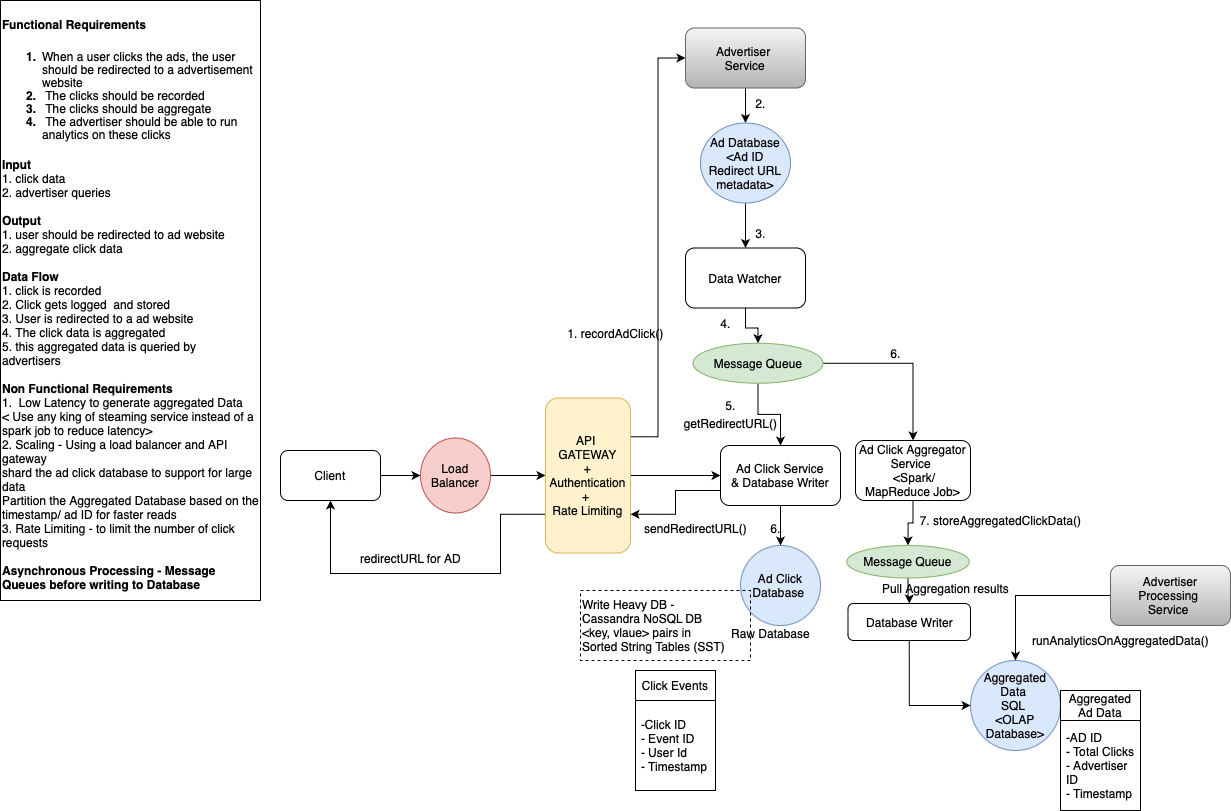 Functional Requirements
1. When a user clicks the ads, the user
should be redirected to a advertisement
website
2. The clicks should be recorded
3. The clicks should be aggregate
4. The advertiser should be able to run
analytics on these clicks
Input
1. click data
2. advertiser queries
Output
1. user should be redirected to ad website
2. aggregate click data
Data Flow
1. click is recorded
2. Click gets logged and stored
3. User is redirected to a ad website
4. The click data is aggregated
5. this aggregated data is queried by
advertisers
Non Functional Requirements
1. Low Latency to generate aggregated Data
< Use any king of steaming service instead of a
spark job to reduce latency>
2. Scaling - Using a load balancer and API
gateway
shard the ad click database to support for large
data
Partition the Aggregated Database based on the
timestamp/ ad ID for faster reads
3. Rate Limiting - to limit the number of click
requests
Asynchronous Processing - Message
Queues before writing to Database
Client
redirectURL for AD
Load
Balancer
API
GATEWAY
+
Authentication
+
Rate Limiting
1. recordAdClick()
Advertiser
Service
2.
Ad Database
<Ad ID
Redirect URL
metadata>
3.
Data Watcher
4.
Message Queue
5.
getRedirectURL()
6.
Ad Click Service
& Database Writer
sendRedirectURL()
6.
Ad Click
Database
Raw Database
Write Heavy DB -
Cassandra NoSQL DB
<key, vlaue> pairs in
Sorted String Tables (SST)
Click Events
-Click ID
- Event ID
- User Id
- Timestamp
Ad Click Aggregator
Service
<Spark/
MapReduce Job>
7. storeAggregatedClickData()
Message Queue
Pull Aggregation results
Database Writer
Advertiser
Processing
Service
runAnalyticsOnAggregatedData()
Aggregated
Data
SQL
<OLAP
Database>
Aggregated
Ad Data
-AD ID
- Total Clicks
- Advertiser
ID
- Timestamp